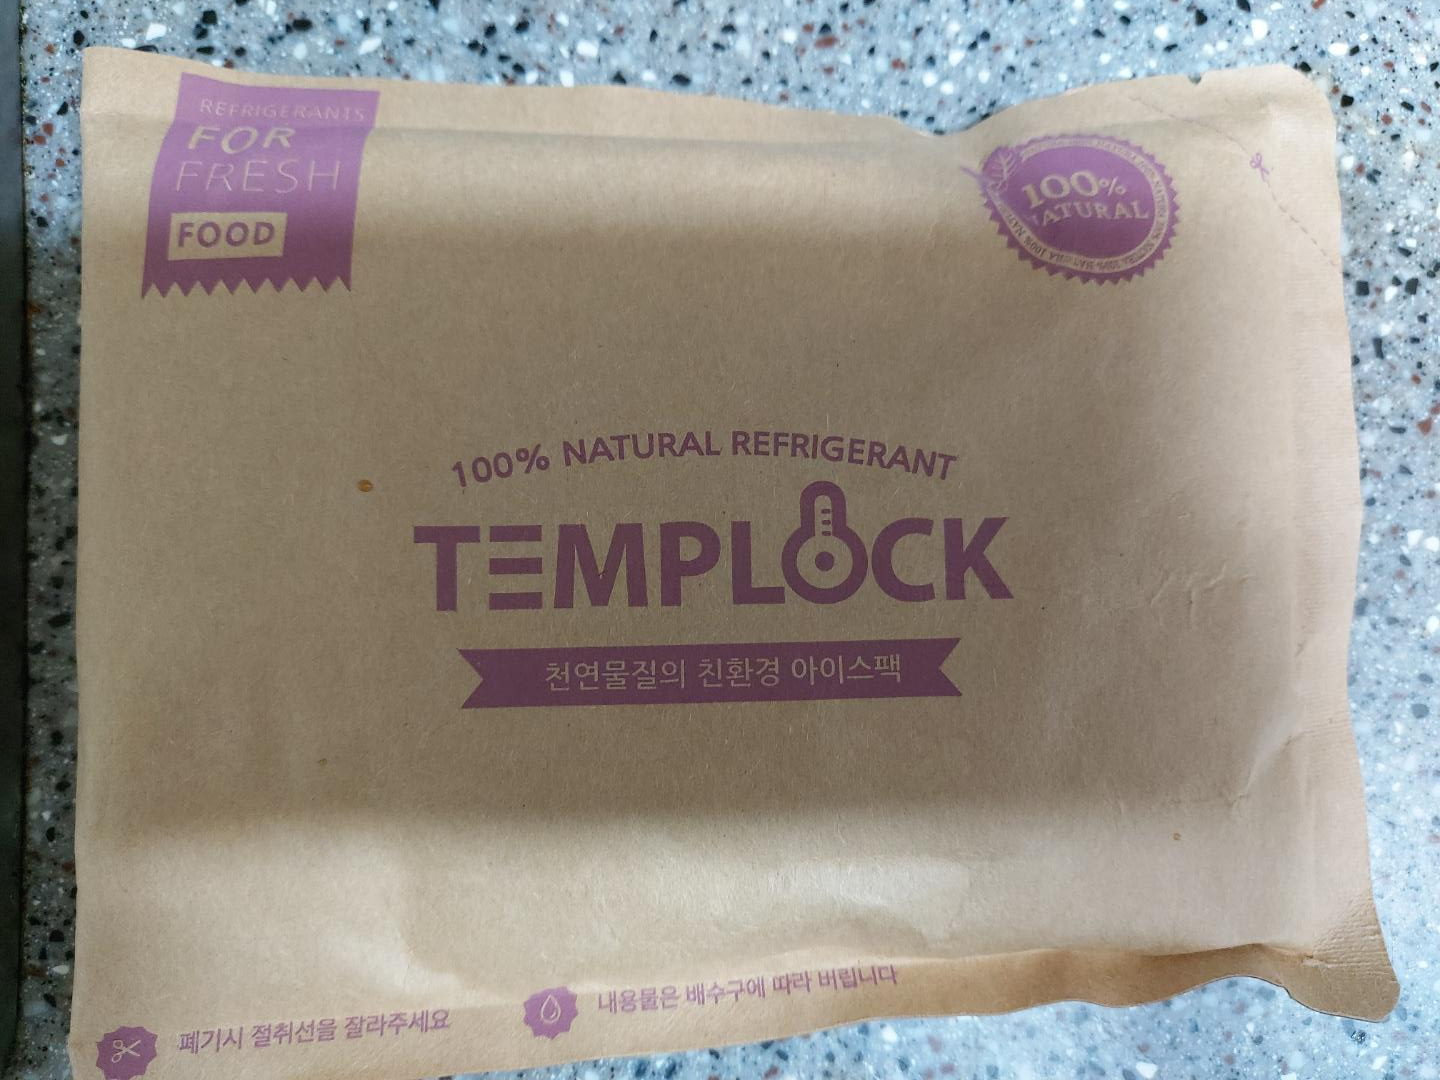 REFRIGERANTS
FOR
FRESH
FOOD
100%
NATURAL
100% NATURAL REFRIGERANT
TEMPLOCK
천연물질의 친환경 아이스팩
폐기시 절취선을 잘라주세요
내용물은 배수구에 따라 버립니다